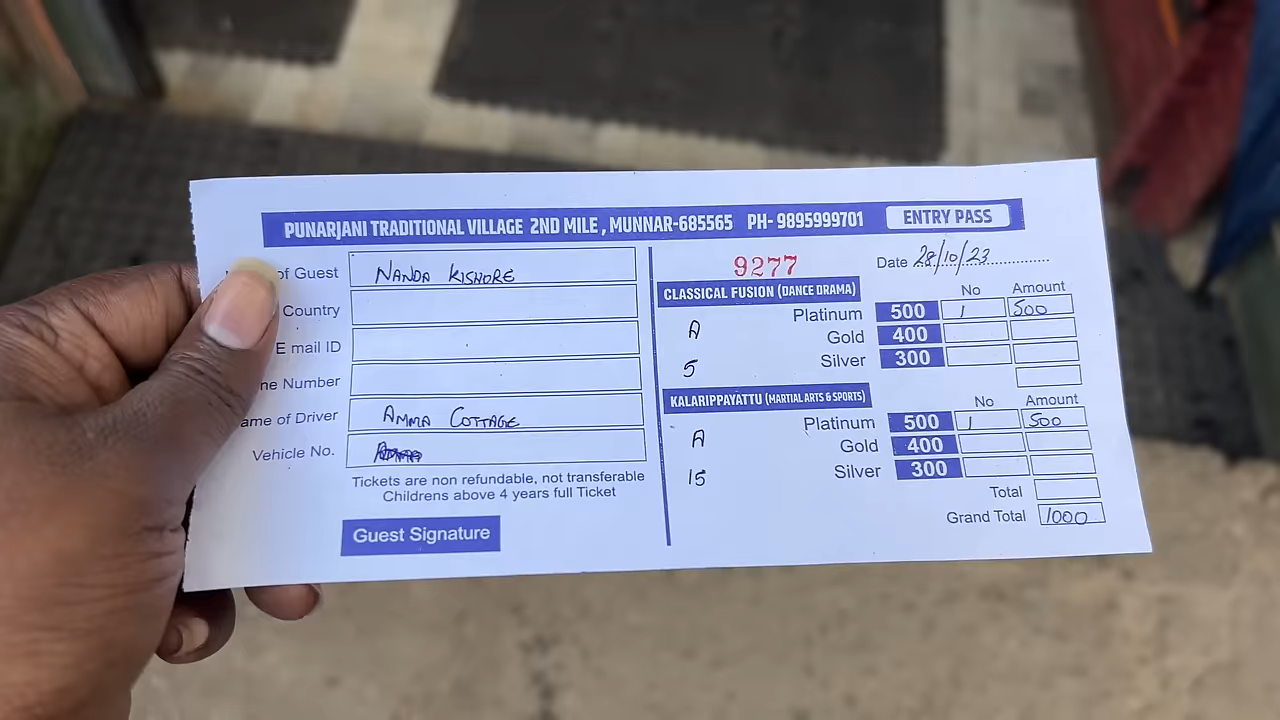 PUNARJANI TRADITIONAL VILLAGE 2ND MILE, MUNNAR-685565 PH- 9895999701 ENTRY PASS
of Guest NANDA KISHORE
Country
E mail ID
ne Number
ame of Driver AMMA COTTAGE
Vehicle No.
Tickets are non refundable, not transferable
Childrens above 4 years full Ticket
Guest Signature
9277 Date 28/10/23
CLASSICAL FUSION (DANCE DRAMA) No Amount
Platinum 500 1 500
A Gold 400
5 Silver 300
KALARIPPAYATTU (MARTIAL ARTS & SPORTS) No Amount
Platinum 500 1 500
A Gold 400
15 Silver 300
Total
Grand Total 1000